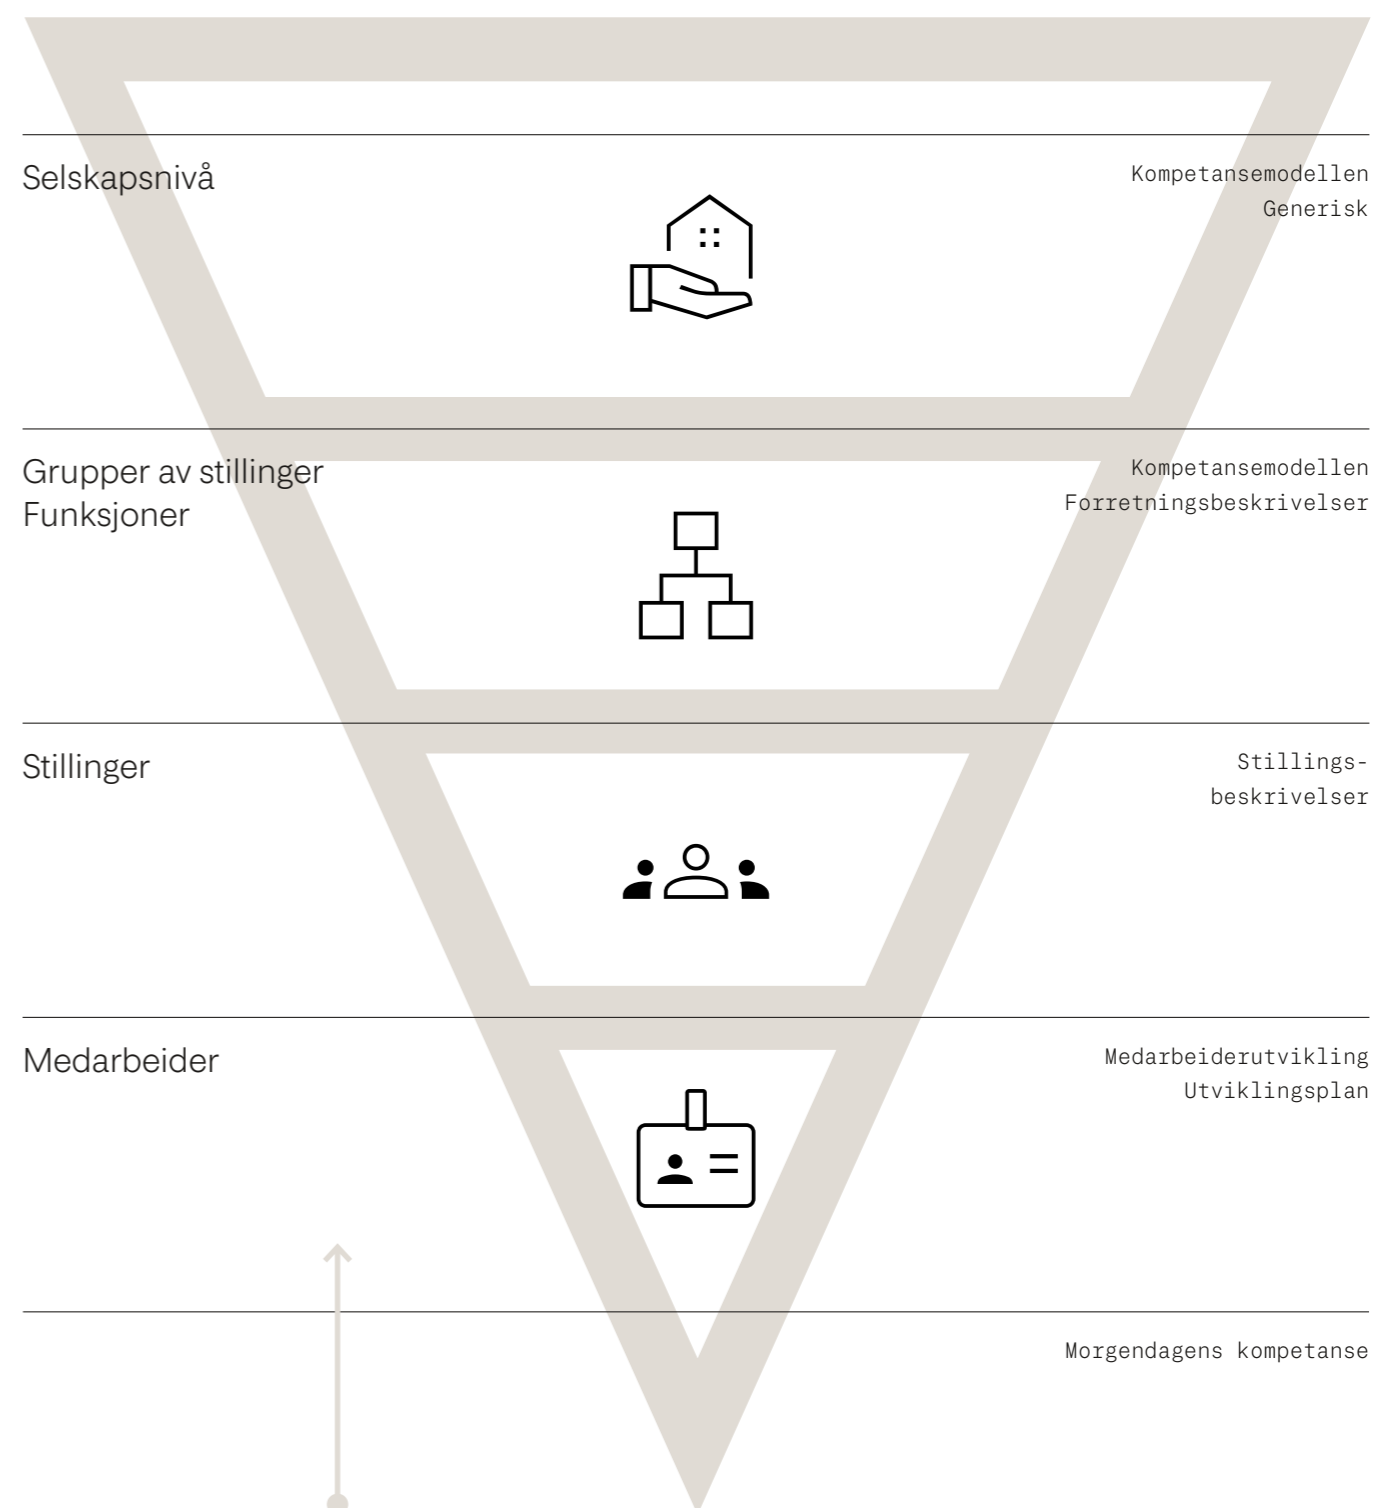 Selskapsnivå
Kompetansemodellen
Generisk
Grupper av stillinger
Funksjoner
Kompetansemodellen
Forretningsbeskrivelser
Stillinger
Stillings-
beskrivelser
Medarbeider
Medarbeiderutvikling
Utviklingsplan
Morgendagens kompetanse